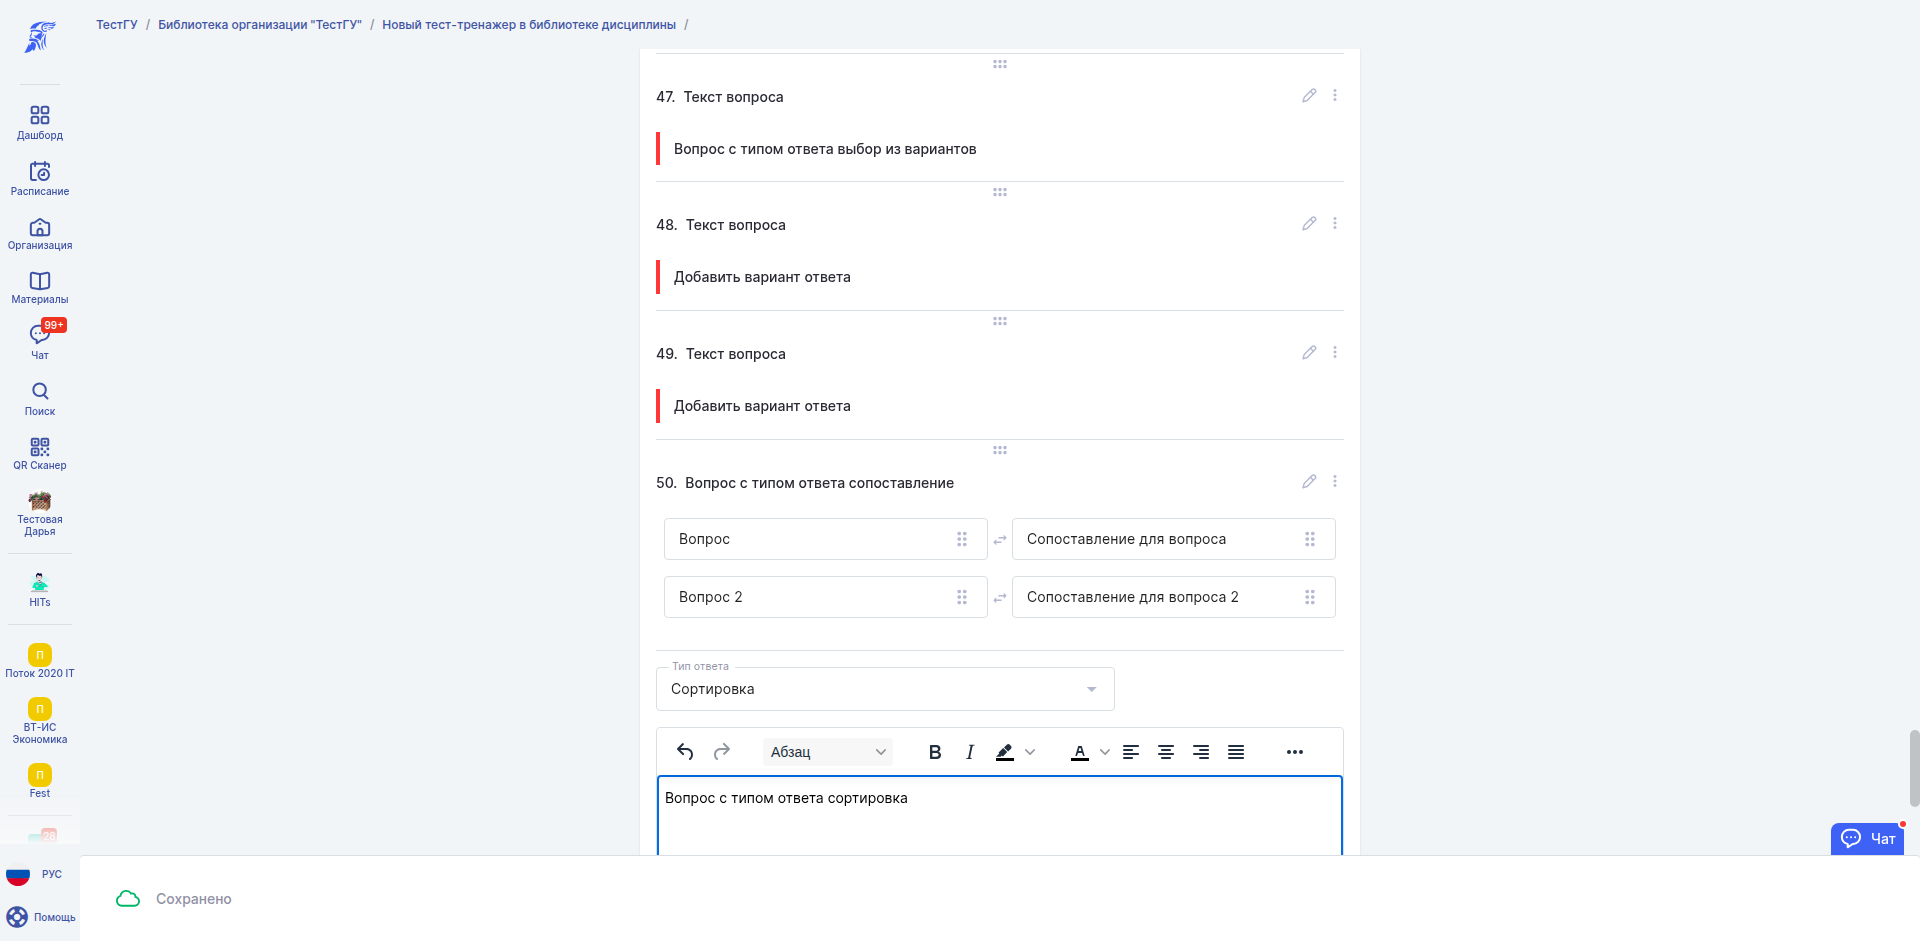 ТестГУ / Библиотека организации "ТестГУ" / Новый тест-тренажер в библиотеке дисциплины /
Дашборд
Расписание
Организация
Материалы
99+
Чат
Поиск
QR Сканер
Тестовая
Дарья
HITs
П
Поток 2020 IT
П
ВТ-ИС
Экономика
П
Fest
28
РУС
Помощь
47. Текст вопроса
Вопрос с типом ответа выбор из вариантов
48. Текст вопроса
Добавить вариант ответа
49. Текст вопроса
Добавить вариант ответа
50. Вопрос с типом ответа сопоставление
Вопрос
Сопоставление для вопроса
Вопрос 2
Сопоставление для вопроса 2
Тип ответа
Сортировка
Абзац
B I A
Вопрос с типом ответа сортировка
Чат
Сохранено